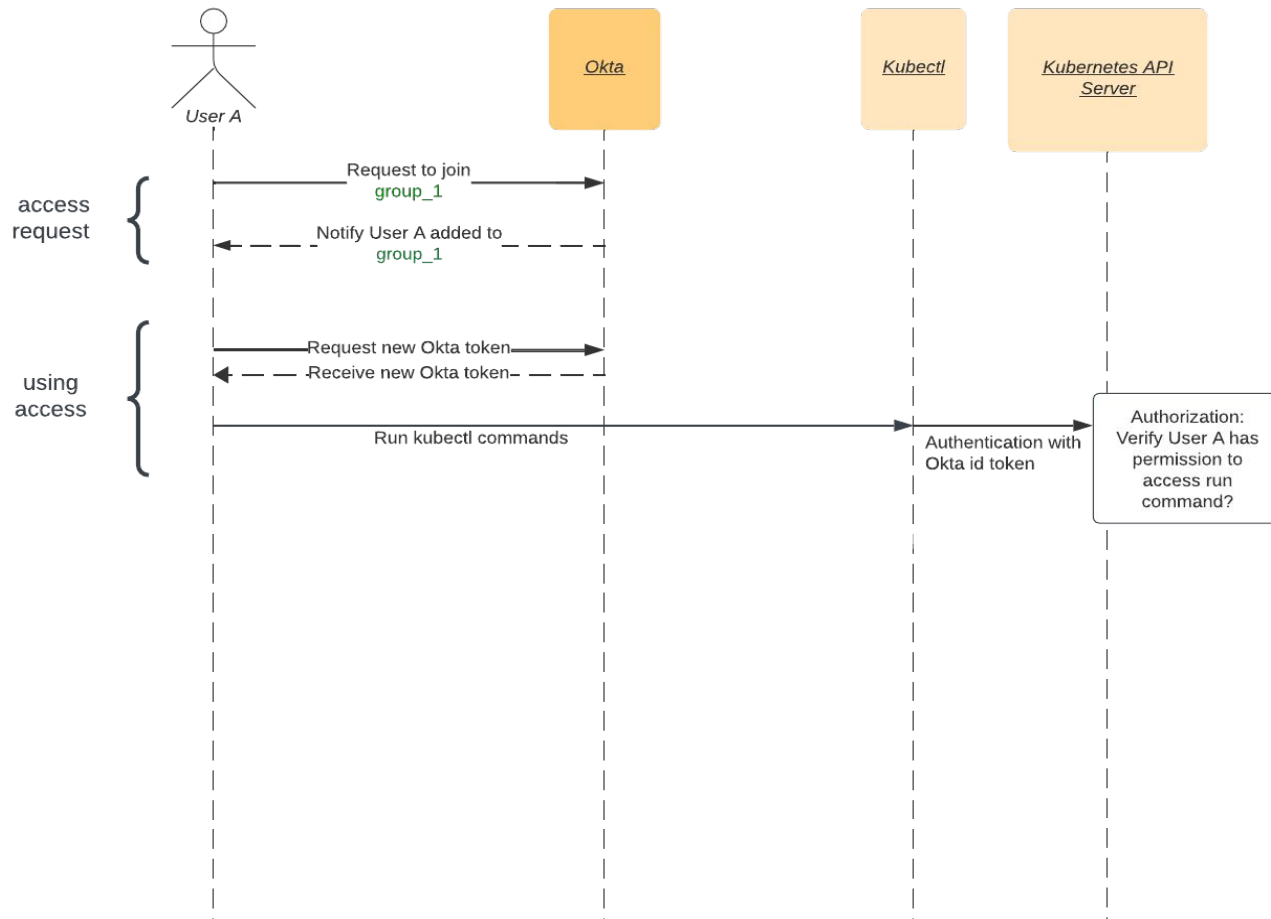 User A
Okta
Kubectl
Kubernetes API
Server
access
request
Request to join
group_1
Notify User A added to
group_1
using
access
Request new Okta token
Receive new Okta token
Run kubectl commands
Authentication with
Okta id token
Authorization:
Verify User A has
permission to
access run
command?